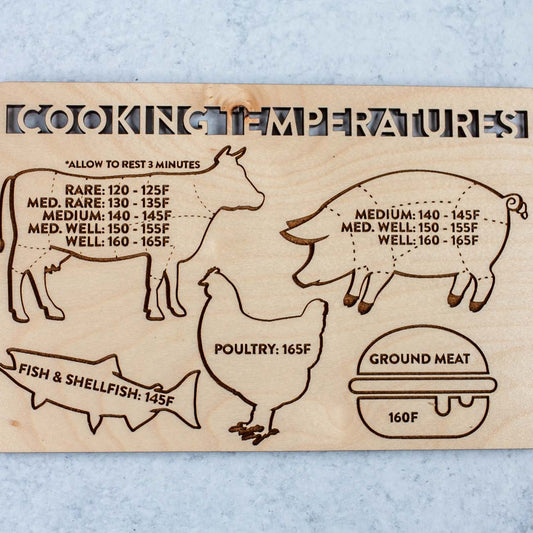 COOKING TEMPERATURES
*ALLOW TO REST 3 MINUTES
RARE: 120 - 125F
MED. RARE: 130 - 135F
MEDIUM: 140 - 145F
MED. WELL: 150 - 155F
WELL: 160 - 165F
MEDIUM: 140 - 145F
MED. WELL: 150 - 155F
WELL: 160 - 165F
FISH & SHELLFISH: 145F
POULTRY: 165F
GROUND MEAT
160F